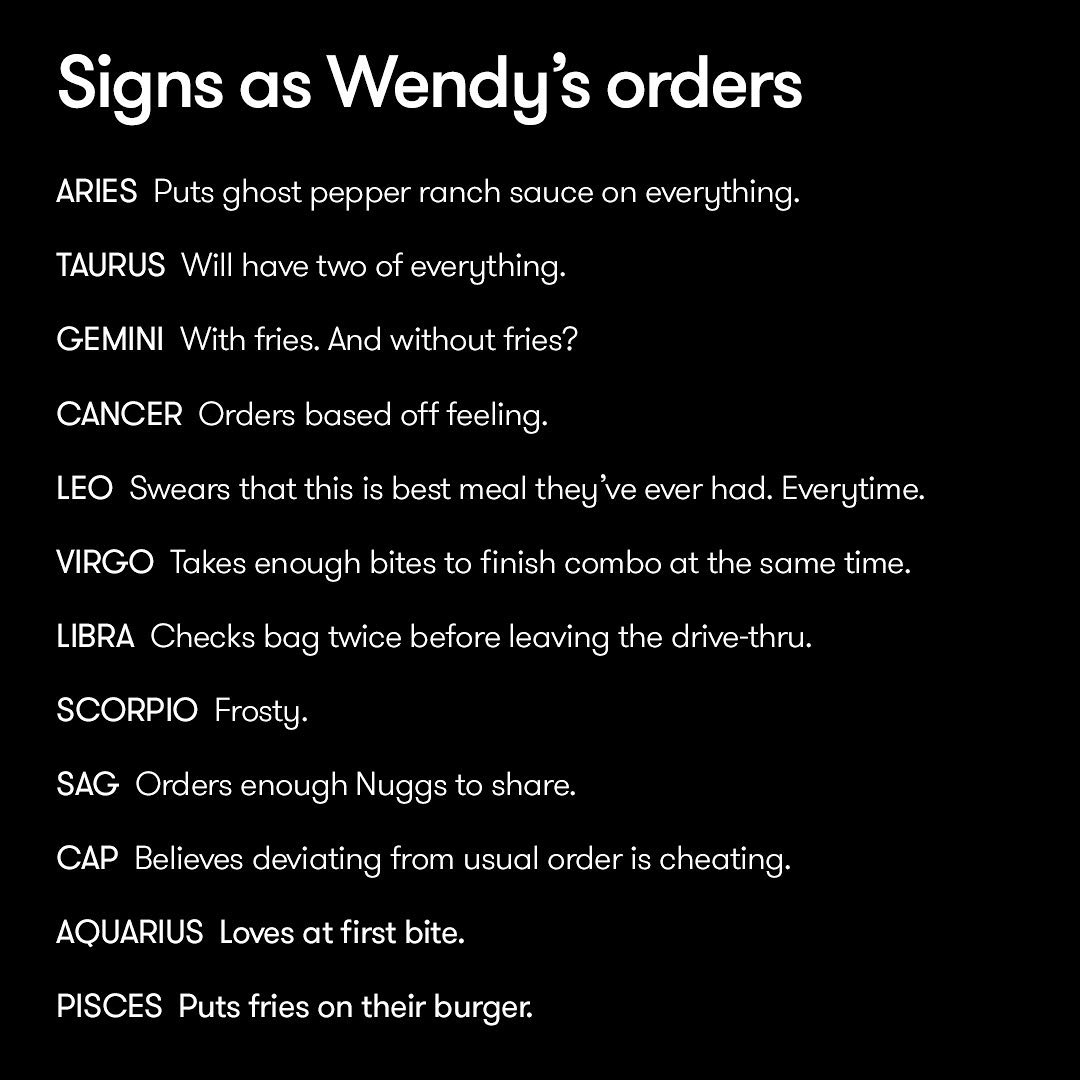 Signs as Wendy’s orders
ARIES Puts ghost pepper ranch sauce on everything.
TAURUS Will have two of everything.
GEMINI With fries. And without fries?
CANCER Orders based off feeling.
LEO Swears that this is best meal they’ve ever had. Everytime.
VIRGO Takes enough bites to finish combo at the same time.
LIBRA Checks bag twice before leaving the drive-thru.
SCORPIO Frosty.
SAG Orders enough Nuggs to share.
CAP Believes deviating from usual order is cheating.
AQUARIUS Loves at first bite.
PISCES Puts fries on their burger.